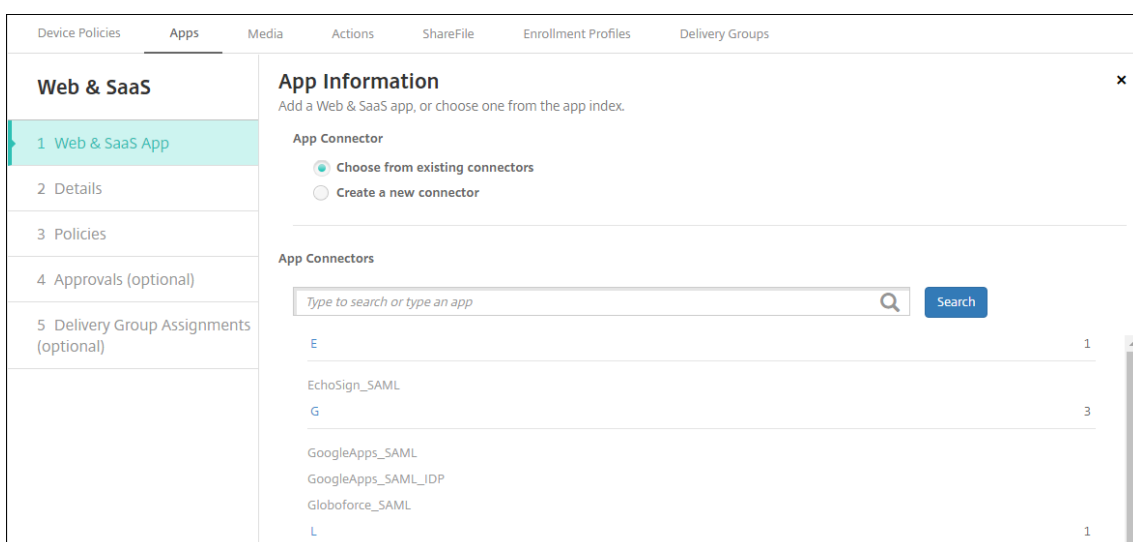 Device Policies Apps Media Actions ShareFile Enrollment Profiles Delivery Groups
Web & SaaS
1 Web & SaaS App
2 Details
3 Policies
4 Approvals (optional)
5 Delivery Group Assignments
(optional)
App Information
Add a Web & SaaS app, or choose one from the app index.
App Connector
Choose from existing connectors
Create a new connector
App Connectors
Type to search or type an app Search
E 1
EchoSign_SAML
G 3
GoogleApps_SAML
GoogleApps_SAML_IDP
Globoforce_SAML
L 1